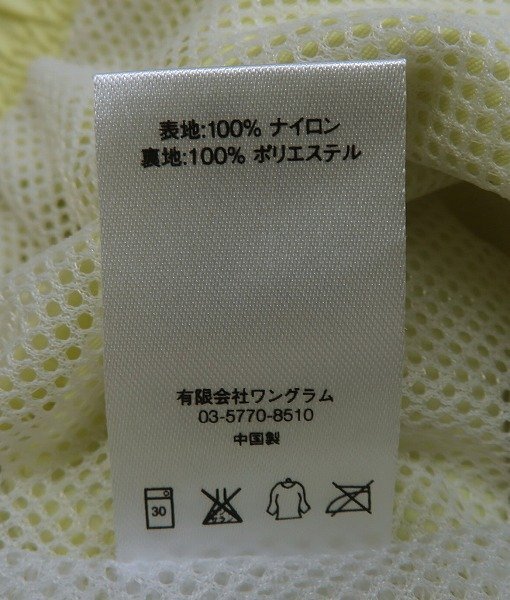 表地:100% ナイロン
裏地:100% ポリエステル
有限会社ワングラム
03-5770-8510
中国製
30